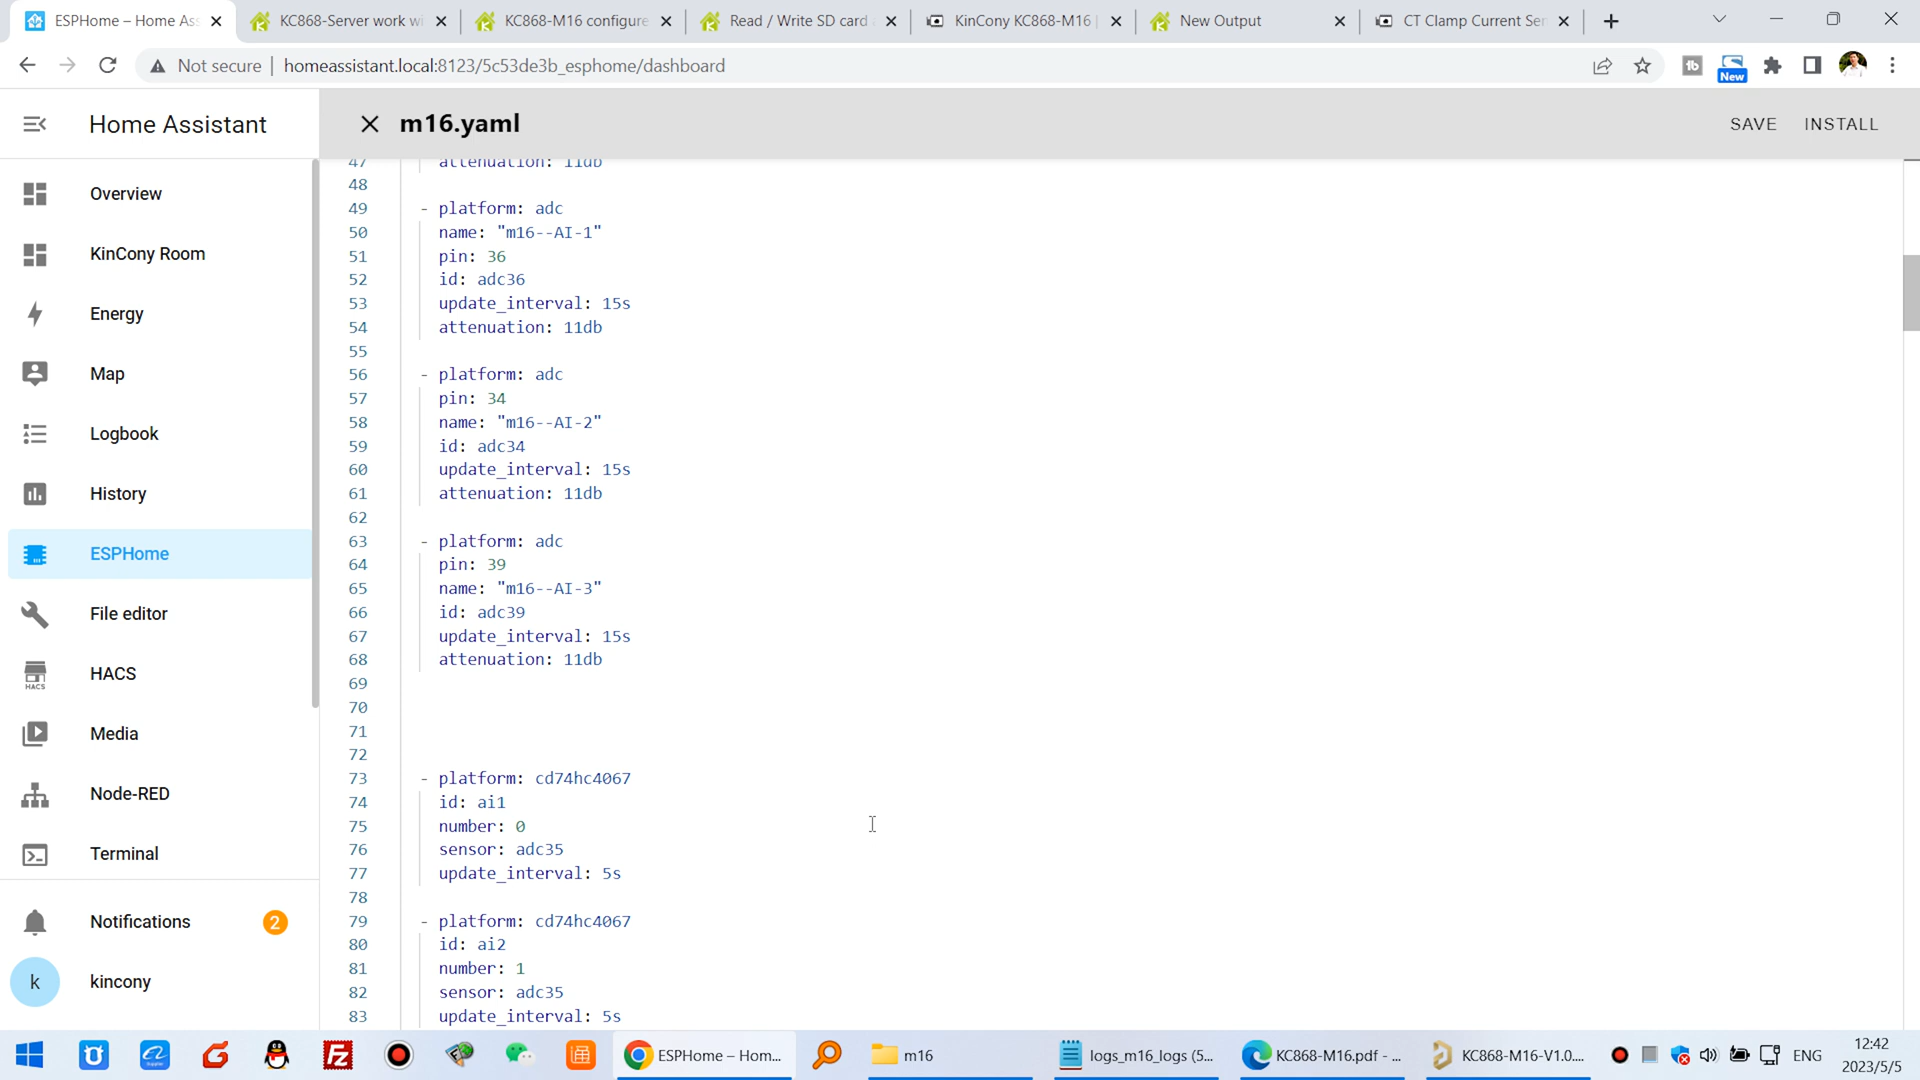 ESPHome – Home As
KC868-Server work wi
KC868-M16 configure
Read / Write SD card
KinCony KC868-M16 |
New Output
CT Clamp Current Sen
Not secure
homeassistant.local:8123/5c53de3b_esphome/dashboard
New
Home Assistant
m16.yaml
SAVE
INSTALL
Overview
KinCony Room
Energy
Map
Logbook
History
ESPHome
File editor
HACS
Media
Node-RED
Terminal
Notifications
2
k
kincony
47 attenuation: 11db
48
49 - platform: adc
50 name: "m16--AI-1"
51 pin: 36
52 id: adc36
53 update_interval: 15s
54 attenuation: 11db
55
56 - platform: adc
57 pin: 34
58 name: "m16--AI-2"
59 id: adc34
60 update_interval: 15s
61 attenuation: 11db
62
63 - platform: adc
64 pin: 39
65 name: "m16--AI-3"
66 id: adc39
67 update_interval: 15s
68 attenuation: 11db
69
70
71
72
73 - platform: cd74hc4067
74 id: ai1
75 number: 0
76 sensor: adc35
77 update_interval: 5s
78
79 - platform: cd74hc4067
80 id: ai2
81 number: 1
82 sensor: adc35
83 update_interval: 5s
ESPHome – Hom...
m16
logs_m16_logs (5...
KC868-M16.pdf - ...
KC868-M16-V1.0....
ENG
12:42
2023/5/5